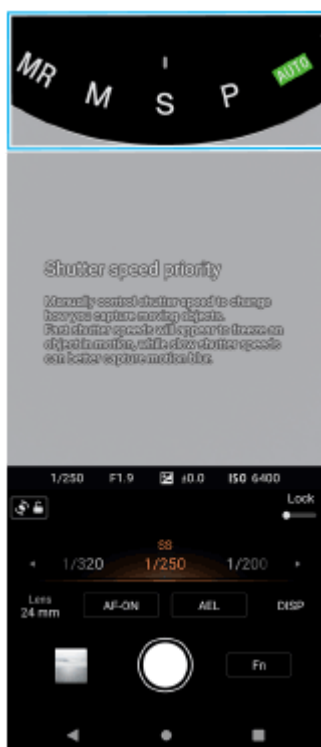 MR M S P AUTO
Shutter speed priority
Manually control shutter speed to change
how you capture moving objects.
Fast shutter speeds will appear to freeze an
object in motion, while slow shutter speeds
can better capture motion blur.
1/250 F1.9 ±0.0 ISO 6400
Lock
SS
1/320 1/250 1/200
Lens
24 mm AF-ON AEL DISP
Fn